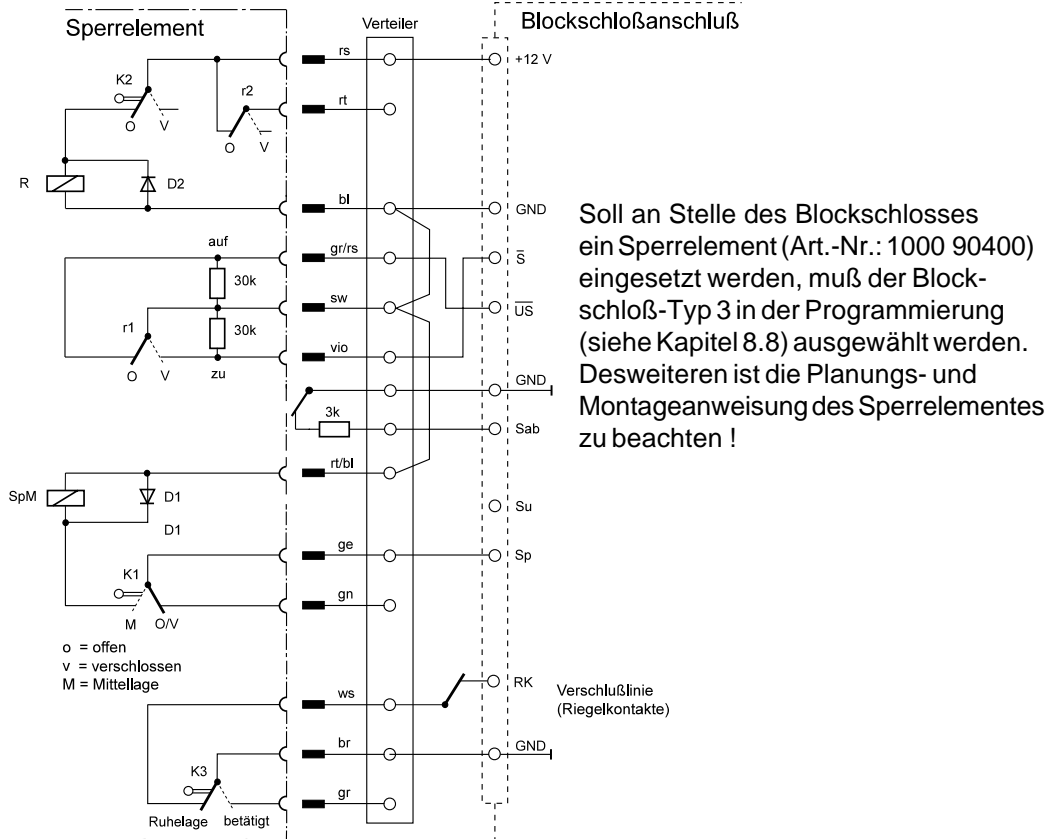 Sperrelement
Verteiler
Blockschloßanschluß
rs
+12 V
K2
r2
rt
O
V
O
V
R
D2
bl
GND
auf
gr/rs
S̅
30k
sw
U̅S̅
r1
30k
vio
O
V
zu
GND
3k
Sab
rt/bl
SpM
D1
D1
Su
ge
Sp
K1
gn
M
O/V
o = offen
v = verschlossen
M = Mittellage
RK
ws
Verschlußlinie
(Riegelkontakte)
br
GND
K3
gr
Ruhelage
betätigt
Soll an Stelle des Blockschlosses
ein Sperrelement (Art.-Nr.: 1000 90400)
eingesetzt werden, muß der Block-
schloß-Typ 3 in der Programmierung
(siehe Kapitel 8.8) ausgewählt werden.
Desweiteren ist die Planungs- und
Montageanweisung des Sperrelementes
zu beachten !